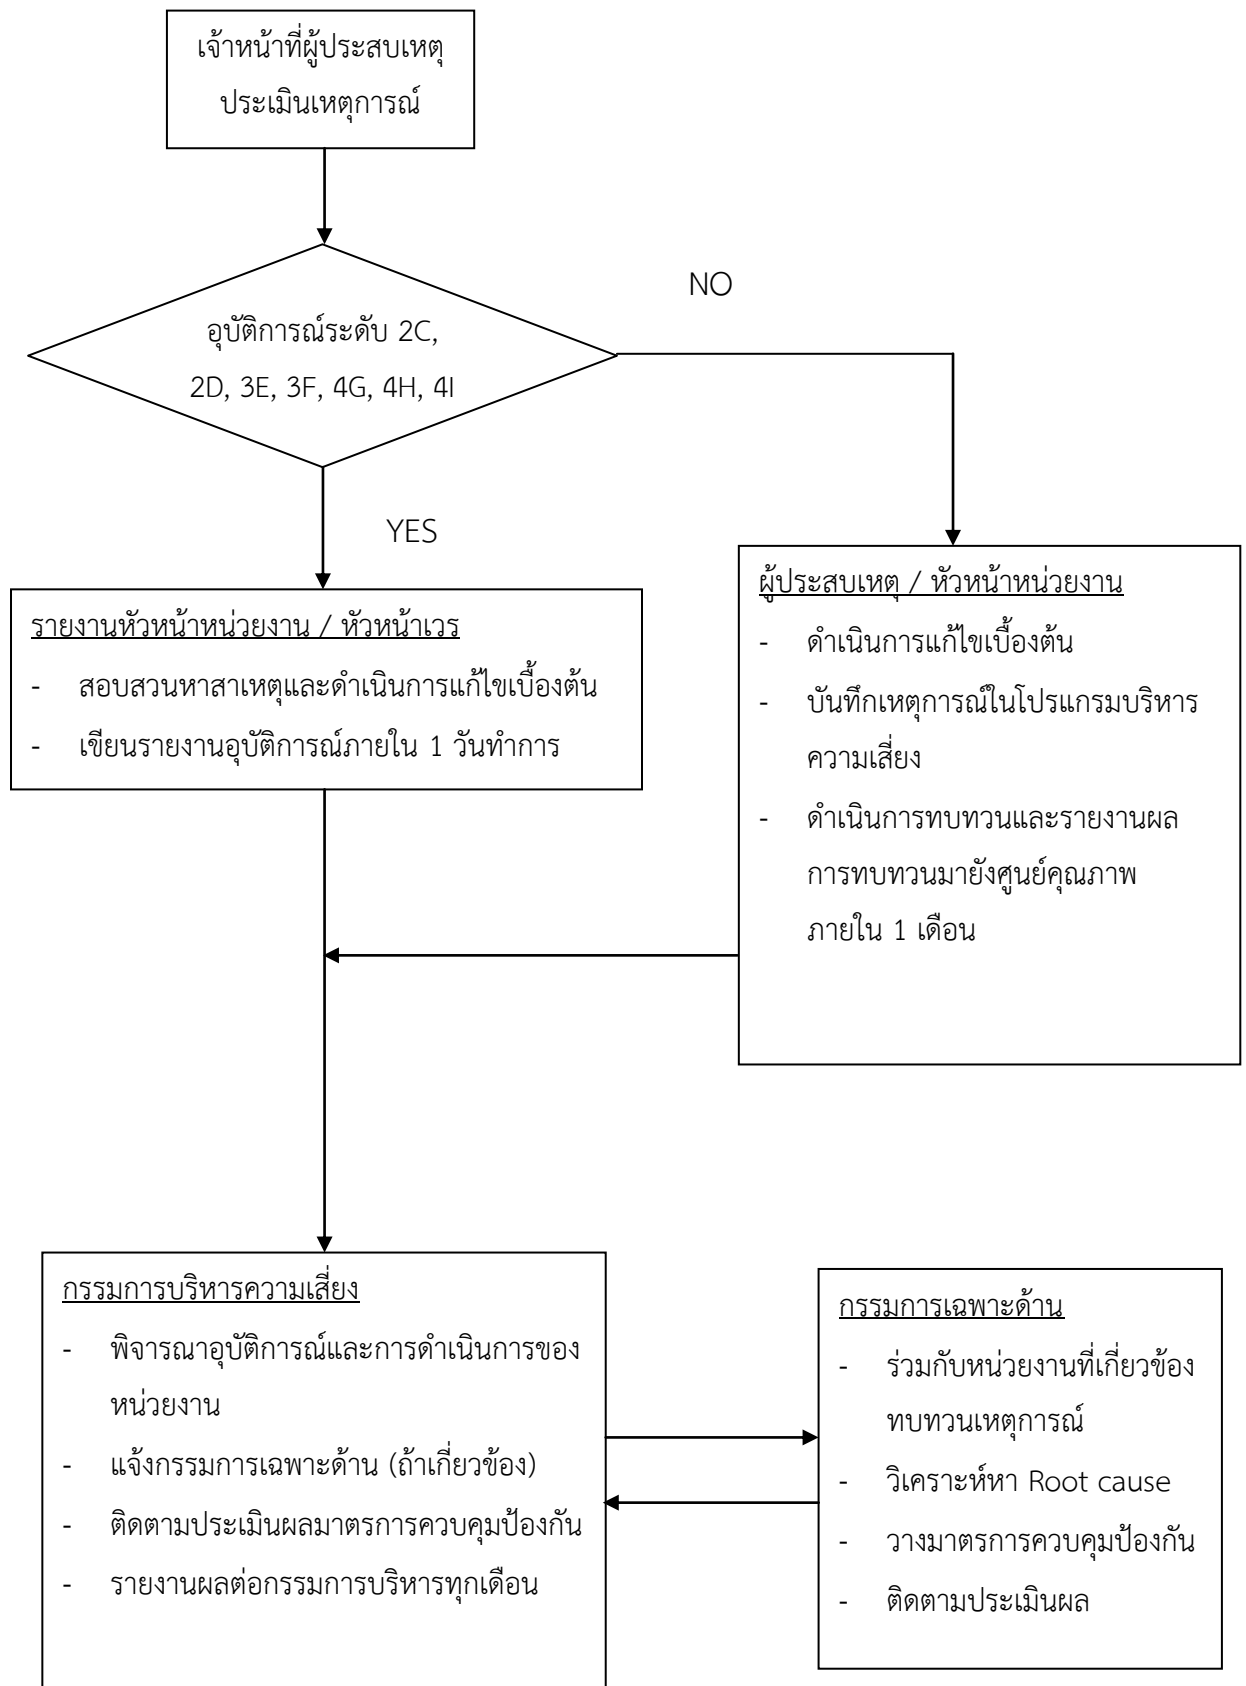 เจ้าหน้าที่ผู้ประสบเหตุ
ประเมินเหตุการณ์
NO
อุบัติการณ์ระดับ 2C,
2D, 3E, 3F, 4G, 4H, 4I
YES
รายงานหัวหน้าหน่วยงาน / หัวหน้าเวร
- สอบสวนหาสาเหตุและดำเนินการแก้ไขเบื้องต้น
- เขียนรายงานอุบัติการณ์ภายใน 1 วันทำการ
ผู้ประสบเหตุ / หัวหน้าหน่วยงาน
- ดำเนินการแก้ไขเบื้องต้น
- บันทึกเหตุการณ์ในโปรแกรมบริหาร
ความเสี่ยง
- ดำเนินการทบทวนและรายงานผล
การทบทวนมายังศูนย์คุณภาพ
ภายใน 1 เดือน
กรรมการบริหารความเสี่ยง
- พิจารณาอุบัติการณ์และการดำเนินการของ
หน่วยงาน
- แจ้งกรรมการเฉพาะด้าน (ถ้าเกี่ยวข้อง)
- ติดตามประเมินผลมาตรการควบคุมป้องกัน
- รายงานผลต่อกรรมการบริหารทุกเดือน
กรรมการเฉพาะด้าน
- ร่วมกับหน่วยงานที่เกี่ยวข้อง
ทบทวนเหตุการณ์
- วิเคราะห์หา Root cause
- วางมาตรการควบคุมป้องกัน
- ติดตามประเมินผล